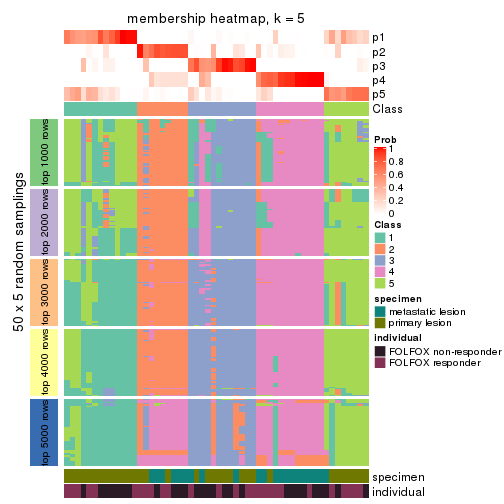 membership heatmap, k = 5
p1
p2
p3
p4
p5
Class
50 x 5 random samplings
top 1000 rows
top 2000 rows
top 3000 rows
top 4000 rows
top 5000 rows
specimen
individual
Prob
1
0.8
0.6
0.4
0.2
0
Class
1
2
3
4
5
specimen
metastatic lesion
primary lesion
individual
FOLFOX non-responder
FOLFOX responder